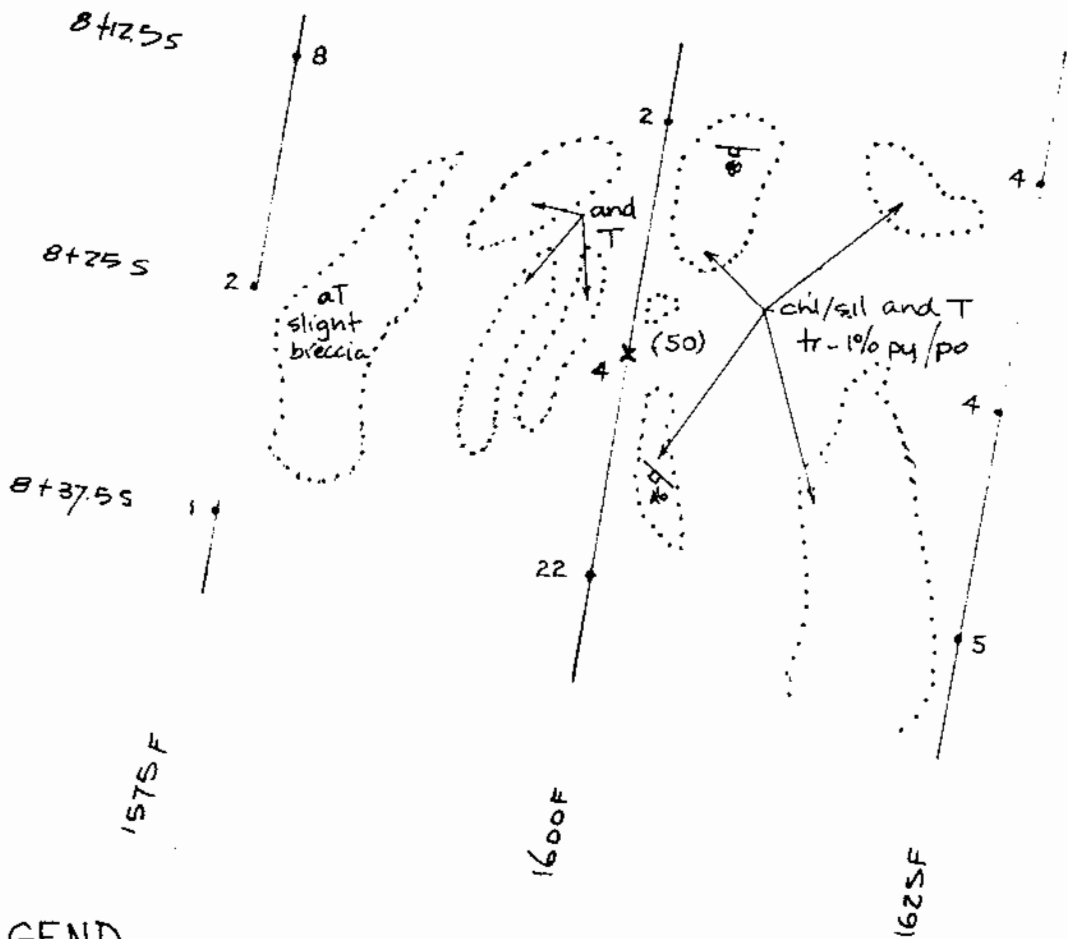 8+12.5S
8
2
4
and
T
8+25S
2
aT
slight
breccia
(50)
4
chl/sil and T
tr-1% py/po
4
8+37.5S
1
22
5
1575F
1600F
1625F
GEND